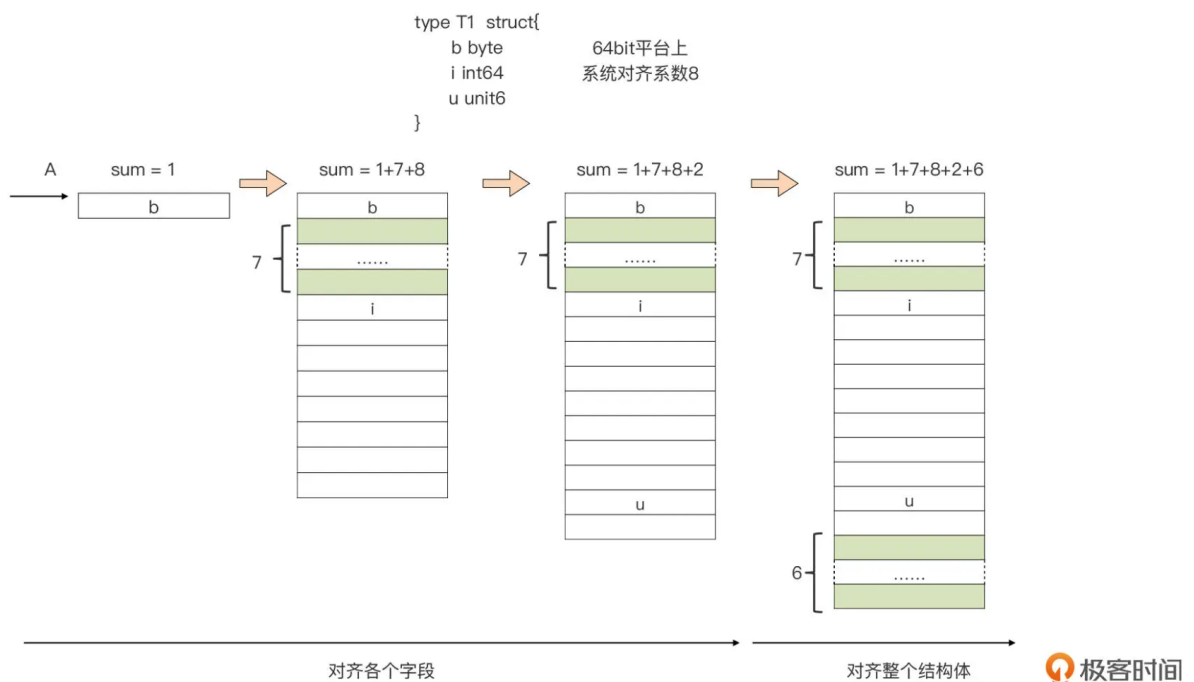 type T1 struct{
b byte
64bit平台上
i int64
系统对齐系数8
u unit6
}
A
sum = 1
sum = 1+7+8
sum = 1+7+8+2
sum = 1+7+8+2+6
b
b
b
b
7
......
7
......
7
......
i
i
i
u
u
6
......
对齐各个字段
对齐整个结构体
极客时间